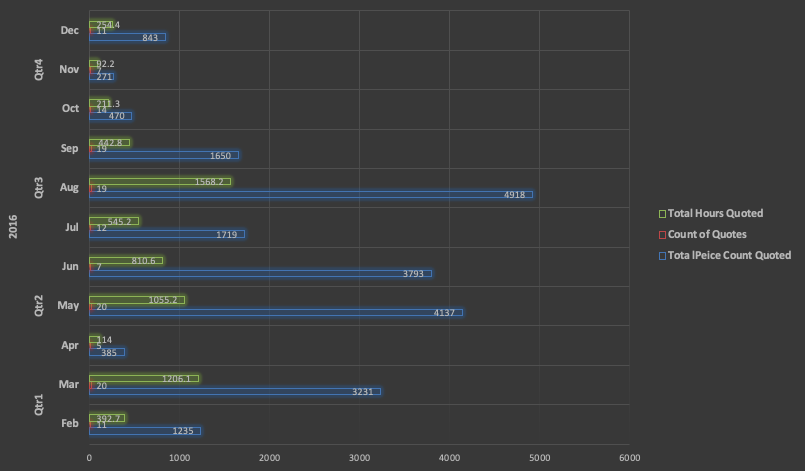 2016
Qtr4
Dec
254.4
11
843
Nov
92.2
7
271
Oct
211.3
14
470
Qtr3
Sep
442.8
19
1650
Aug
1568.2
19
4918
Jul
545.2
12
1719
Qtr2
Jun
810.6
7
3793
May
1055.2
20
4137
Apr
114
5
385
Qtr1
Mar
1206.1
20
3231
Feb
392.7
11
1235
0 1000 2000 3000 4000 5000 6000
Total Hours Quoted
Count of Quotes
Tota lPeice Count Quoted